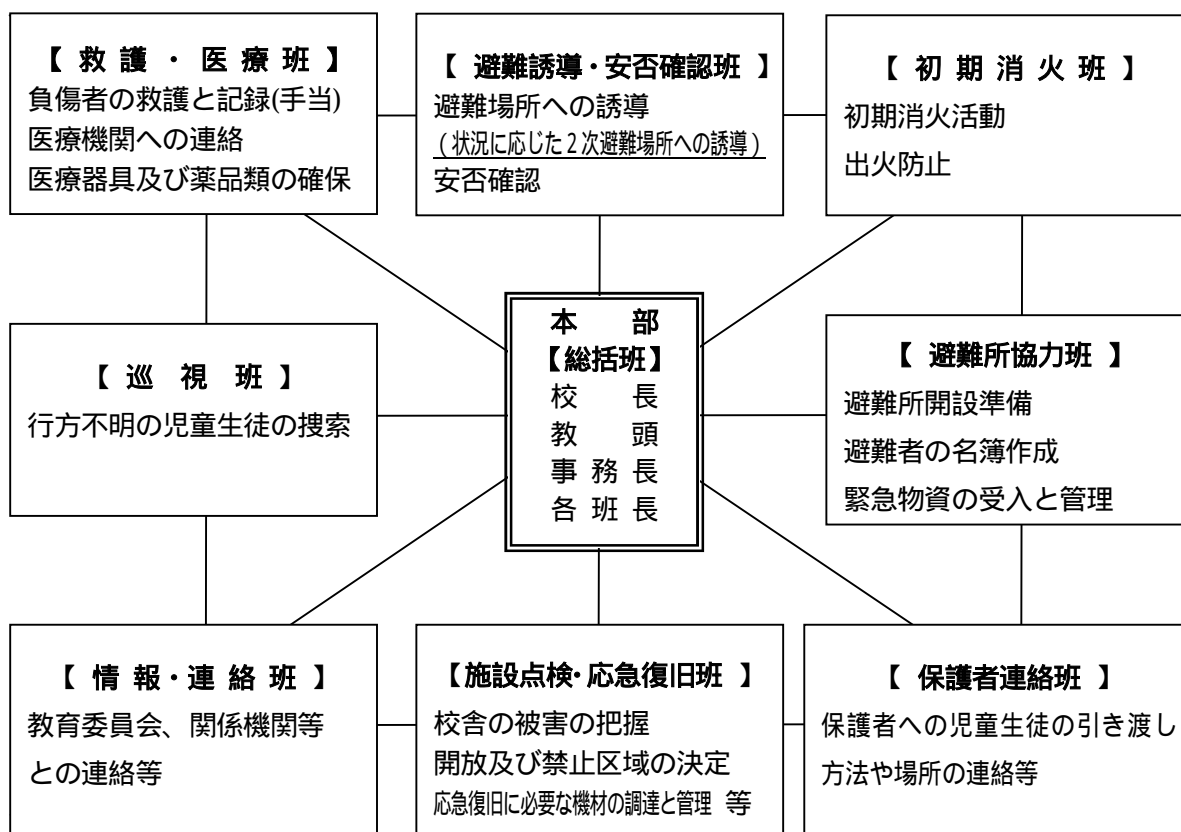 【救護・医療班】
負傷者の救護と記録(手当)
医療機関への連絡
医療器具及び薬品類の確保
【避難誘導・安否確認班】
避難場所への誘導
(状況に応じた2次避難場所への誘導)
安否確認
【初期消火班】
初期消火活動
出火防止
【巡視班】
行方不明の児童生徒の捜索
本部
【総括班】
校長
教頭
事務長
各班長
【避難所協力班】
避難所開設準備
避難者の名簿作成
緊急物資の受入と管理
【情報・連絡班】
教育委員会、関係機関等
との連絡等
【施設点検・応急復旧班】
校舎の被害の把握
開放及び禁止区域の決定
応急復旧に必要な機材の調達と管理 等
【保護者連絡班】
保護者への児童生徒の引き渡し
方法や場所の連絡等